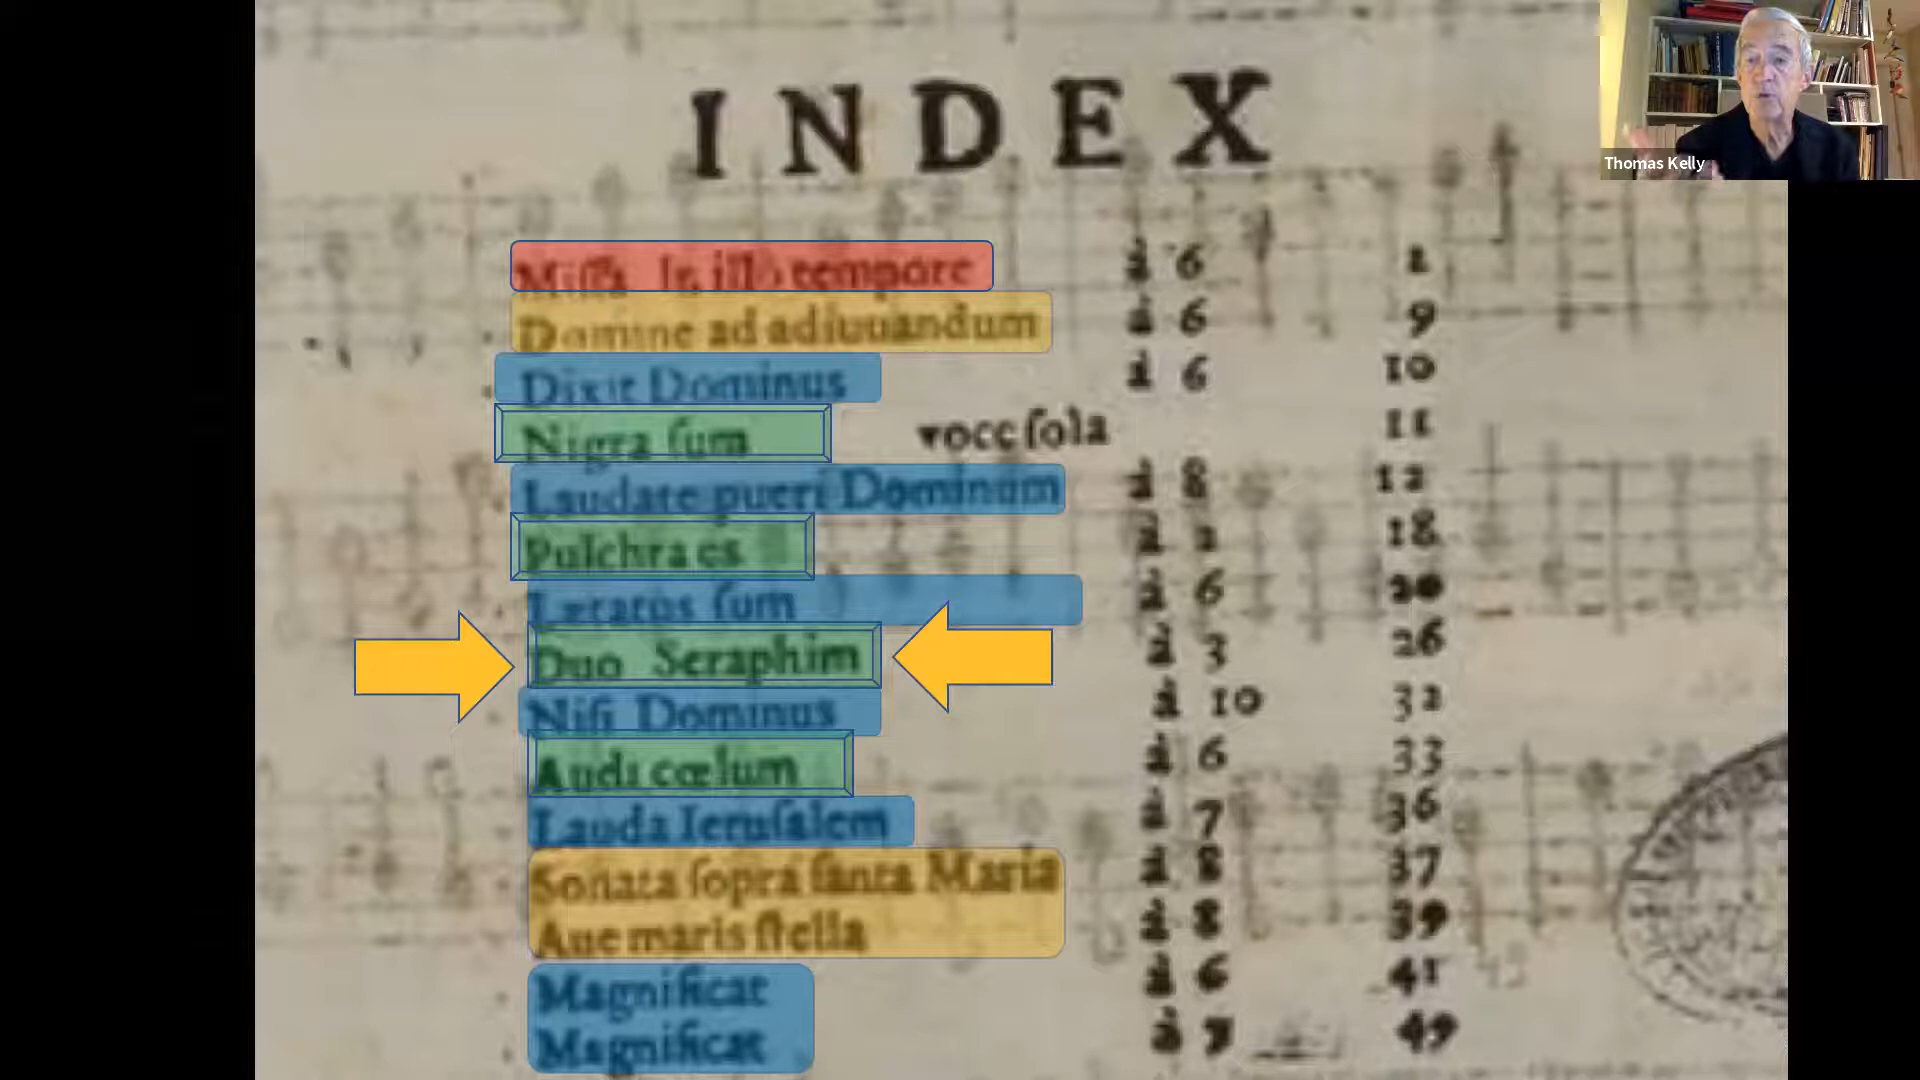 INDEX
Thomas Kelly
Missa In illo tempore à 6 1
Domine ad adiuuandum à 6 9
Dixit Dominus à 6 10
Nigra ſum voce ſola 11
Laudate pueri Dominum à 8 12
Pulchra es à 2 18
Lætatus ſum à 6 20
Duo Seraphim à 3 26
Niſi Dominus à 10 32
Audi cœlum à 6 33
Lauda Ieruſalem à 7 36
Sonata ſopra ſanta Maria à 8 37
Aue maris ſtella à 8 39
Magnificat à 6 41
Magnificat à 7 49